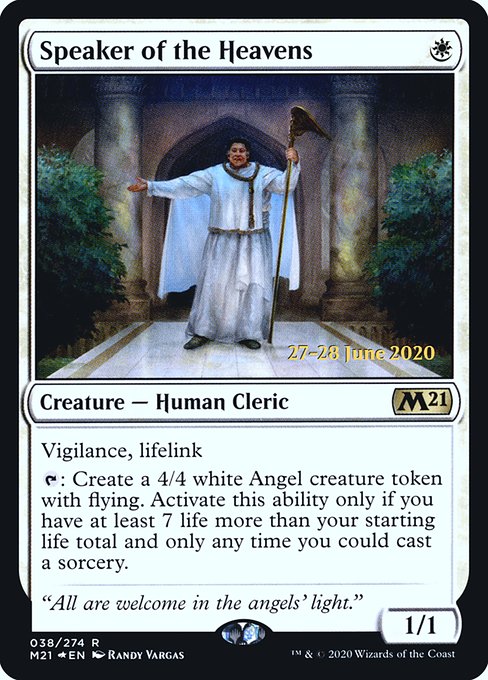 Speaker of the Heavens
27–28 June 2020
Creature — Human Cleric
M21
Vigilance, lifelink
: Create a 4/4 white Angel creature token
with flying. Activate this ability only if you
have at least 7 life more than your starting
life total and only any time you could cast
a sorcery.
“All are welcome in the angels’ light.”
1/1
038/274 R
M21 ★ EN Randy Vargas
™ & © 2020 Wizards of the Coast